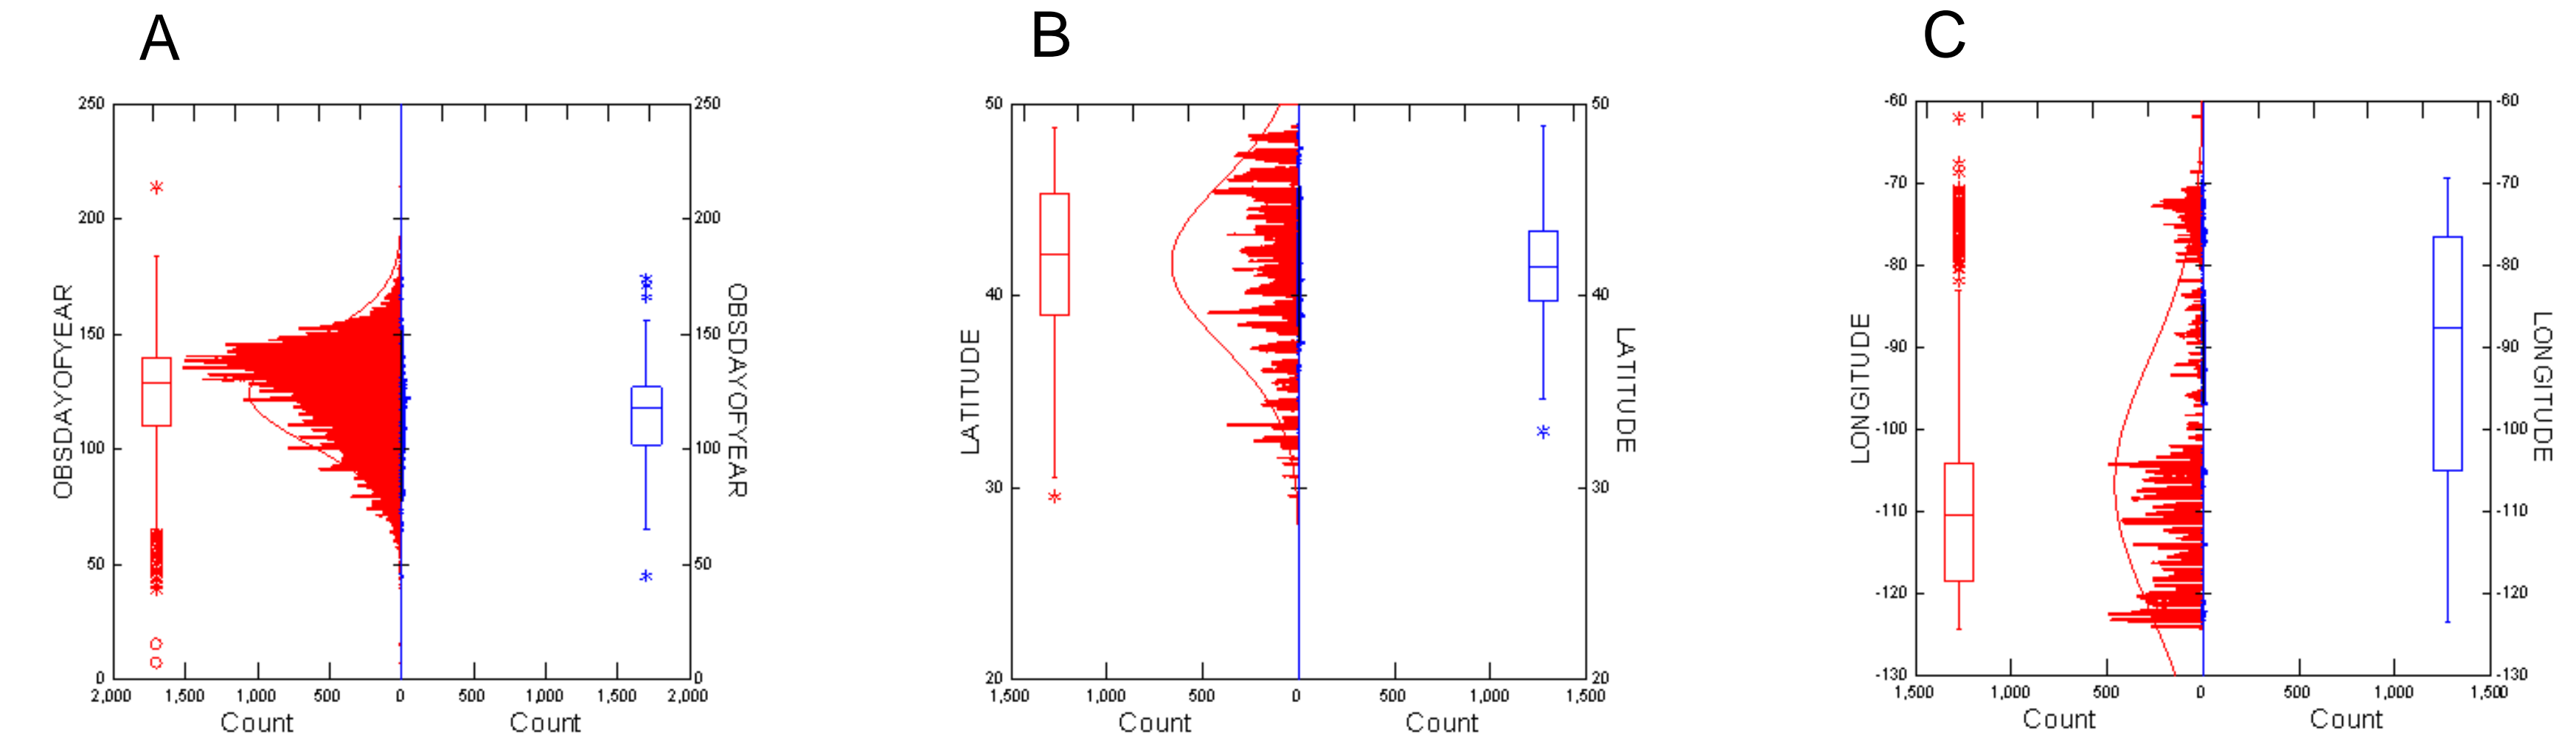 A B C
250 250 50 50 -60 -60
200 200 -70 -70
150 150 40 40 -80 -80
100 100 -90 -90
50 50 30 30 -100 -100
0 0 20 20 -110 -110
-120 -120
-130 -130
OBSDAYOFYEAR OBSDAYOFYEAR LATITUDE LATITUDE LONGITUDE LONGITUDE
2,000 1,500 1,000 500 0 500 1,000 1,500 2,000
1,500 1,000 500 0 500 1,000 1,500
1,500 1,000 500 0 500 1,000 1,500
Count Count Count Count Count Count